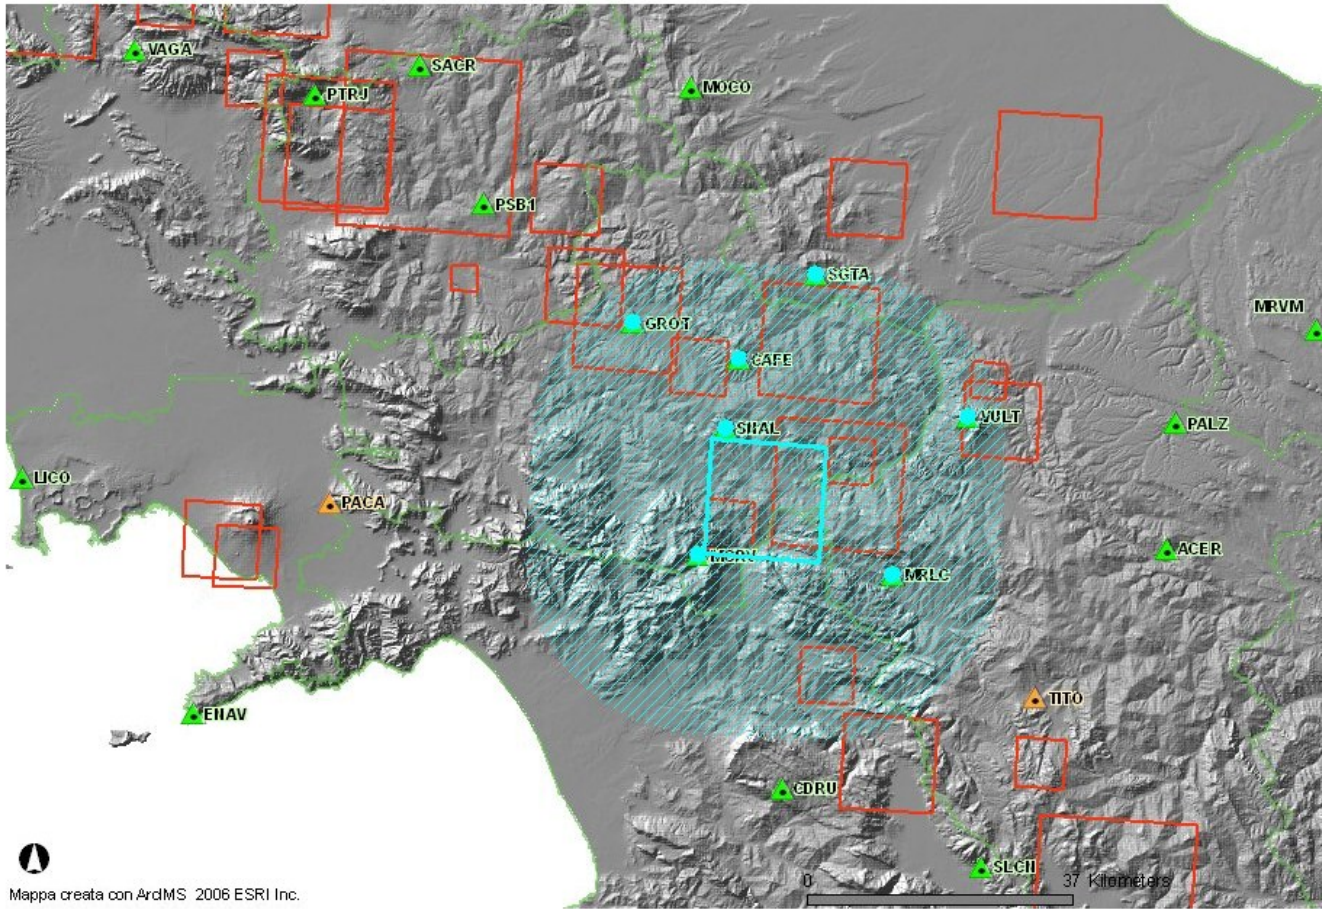 VAGA
SACR
PTRJ
MOCO
PSB1
SGTA
MRVM
GROT
CAFE
VULT
PALZ
SNAL
LICO
PACA
ACER
MRLC
TITO
ENAV
CDRU
SLCN
0 37 Kilometers
Mappa creata con ArcIMS 2006 ESRI Inc.